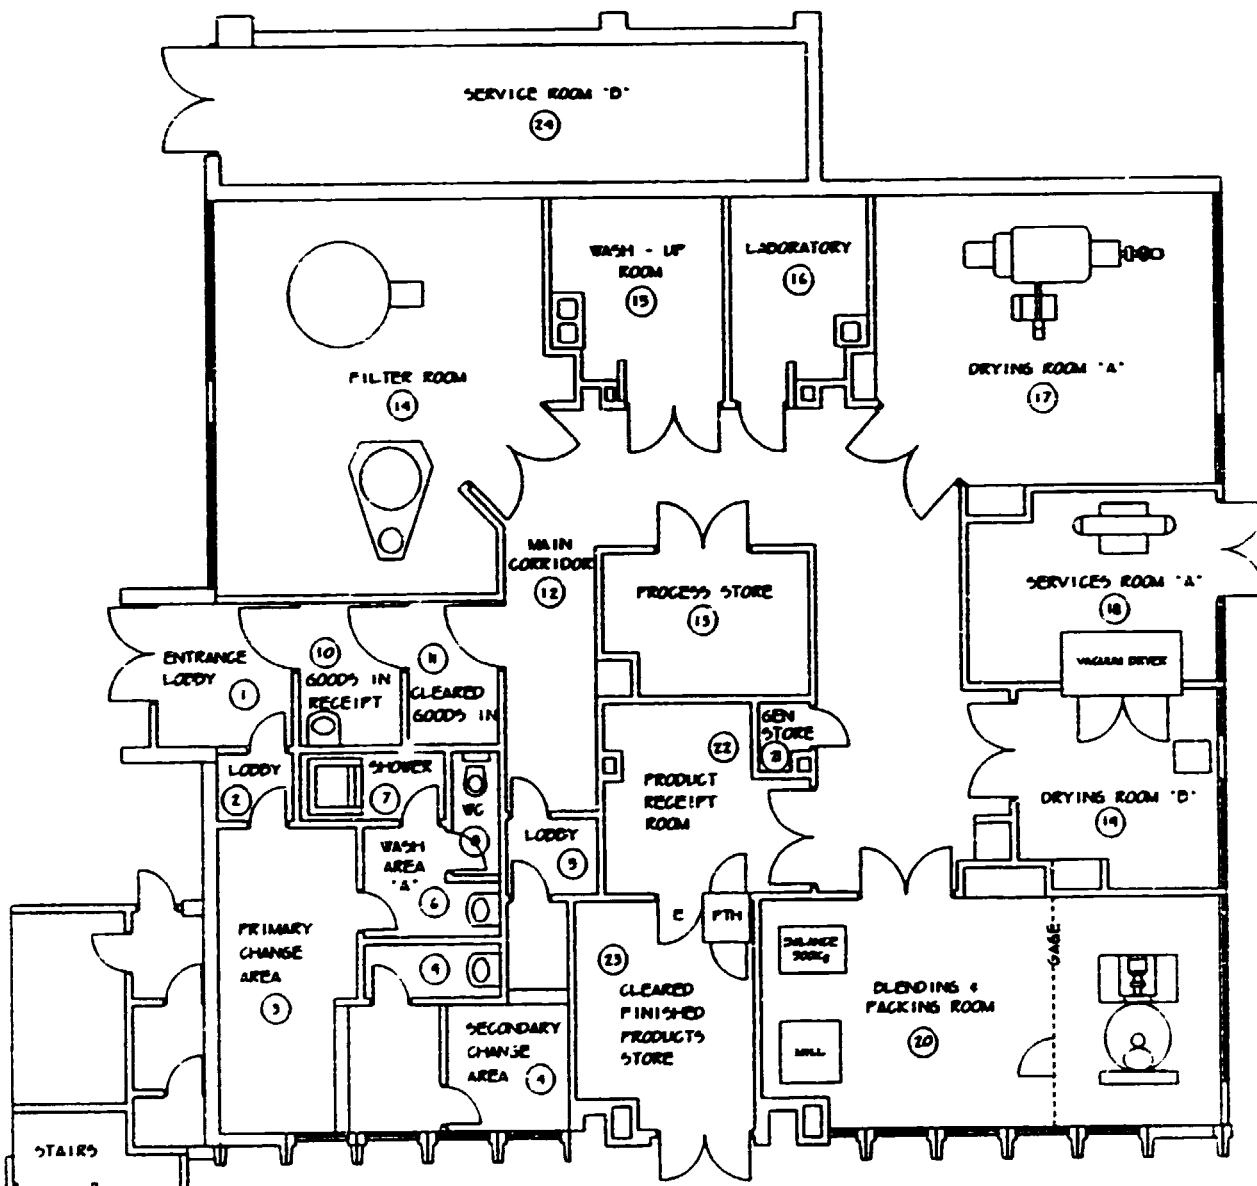 SERVICE ROOM "B"
24
WASH - UP
ROOM
15
LABORATORY
16
FILTER ROOM
14
DRYING ROOM "A"
17
MAIN
CORRIDOR
12
PROCESS STORE
13
SERVICES ROOM "A"
18
VACUUM DRYER
ENTRANCE
LOBBY
1
10
GOODS IN
RECEIPT
11
CLEARED
GOODS IN
GEN
STORE
21
22
PRODUCT
RECEIPT
ROOM
LOBBY
2
SHOWER
7
WC
8
DRYING ROOM "B"
19
WASH
AREA
"A"
6
LOBBY
5
PRIMARY
CHANGE
AREA
3
9
E
PTH
23
CLEARED
FINISHED
PRODUCTS
STORE
BALANCE
300Kg
CAGE
BLENDING &
PACKING ROOM
20
MILL
SECONDARY
CHANGE
AREA
4
STAIRS